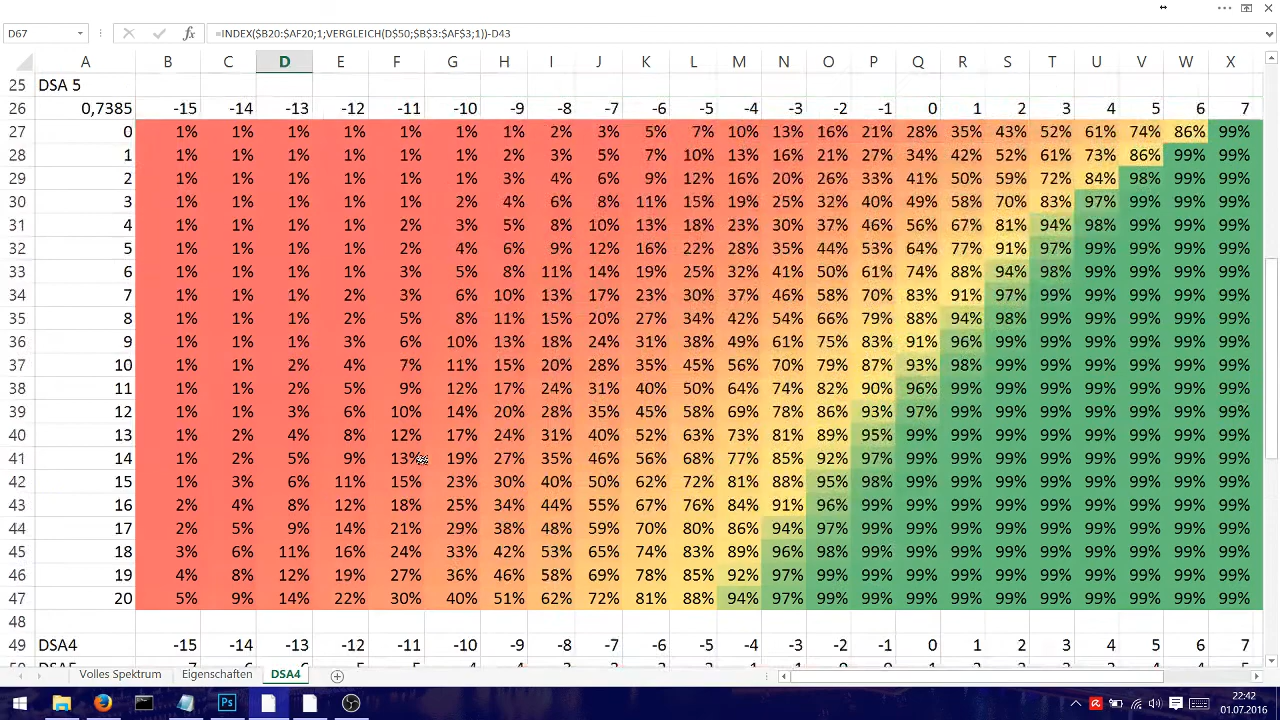 D67 =INDEX($B20:$AF20;1;VERGLEICH(D$50;$B$3:$AF$3;1))-D43
A B C D E F G H I J K L M N O P Q R S T U V W X
25 DSA 5
26 0,7385 -15 -14 -13 -12 -11 -10 -9 -8 -7 -6 -5 -4 -3 -2 -1 0 1 2 3 4 5 6 7
27 0 1% 1% 1% 1% 1% 1% 1% 2% 3% 5% 7% 10% 13% 16% 21% 28% 35% 43% 52% 61% 74% 86% 99%
28 1 1% 1% 1% 1% 1% 1% 2% 3% 5% 7% 10% 13% 16% 21% 27% 34% 42% 52% 61% 73% 86% 99% 99%
29 2 1% 1% 1% 1% 1% 1% 3% 4% 6% 9% 12% 16% 20% 26% 33% 41% 50% 59% 72% 84% 98% 99% 99%
30 3 1% 1% 1% 1% 1% 2% 4% 6% 8% 11% 15% 19% 25% 32% 40% 49% 58% 70% 83% 97% 99% 99% 99%
31 4 1% 1% 1% 1% 2% 3% 5% 8% 10% 13% 18% 23% 30% 37% 46% 56% 67% 81% 94% 98% 99% 99% 99%
32 5 1% 1% 1% 1% 2% 4% 6% 9% 12% 16% 22% 28% 35% 44% 53% 64% 77% 91% 97% 99% 99% 99% 99%
33 6 1% 1% 1% 1% 3% 5% 8% 11% 14% 19% 25% 32% 41% 50% 61% 74% 88% 94% 98% 99% 99% 99% 99%
34 7 1% 1% 1% 2% 3% 6% 10% 13% 17% 23% 30% 37% 46% 58% 70% 83% 91% 97% 99% 99% 99% 99% 99%
35 8 1% 1% 1% 2% 5% 8% 11% 15% 20% 27% 34% 42% 54% 66% 79% 88% 94% 98% 99% 99% 99% 99% 99%
36 9 1% 1% 1% 3% 6% 10% 13% 18% 24% 31% 38% 49% 61% 75% 83% 91% 96% 99% 99% 99% 99% 99% 99%
37 10 1% 1% 2% 4% 7% 11% 15% 20% 28% 35% 45% 56% 70% 79% 87% 93% 98% 99% 99% 99% 99% 99% 99%
38 11 1% 1% 2% 5% 9% 12% 17% 24% 31% 40% 50% 64% 74% 82% 90% 96% 99% 99% 99% 99% 99% 99% 99%
39 12 1% 1% 3% 6% 10% 14% 20% 28% 35% 45% 58% 69% 78% 86% 93% 97% 99% 99% 99% 99% 99% 99% 99%
40 13 1% 2% 4% 8% 12% 17% 24% 31% 40% 52% 63% 73% 81% 89% 95% 99% 99% 99% 99% 99% 99% 99% 99%
41 14 1% 2% 5% 9% 13% 19% 27% 35% 46% 56% 68% 77% 85% 92% 97% 99% 99% 99% 99% 99% 99% 99% 99%
42 15 1% 3% 6% 11% 15% 23% 30% 40% 50% 62% 72% 81% 88% 95% 98% 99% 99% 99% 99% 99% 99% 99% 99%
43 16 2% 4% 8% 12% 18% 25% 34% 44% 55% 67% 76% 84% 91% 96% 99% 99% 99% 99% 99% 99% 99% 99% 99%
44 17 2% 5% 9% 14% 21% 29% 38% 48% 59% 70% 80% 86% 94% 97% 99% 99% 99% 99% 99% 99% 99% 99% 99%
45 18 3% 6% 11% 16% 24% 33% 42% 53% 65% 74% 83% 89% 96% 98% 99% 99% 99% 99% 99% 99% 99% 99% 99%
46 19 4% 8% 12% 19% 27% 36% 46% 58% 69% 78% 85% 92% 97% 99% 99% 99% 99% 99% 99% 99% 99% 99% 99%
47 20 5% 9% 14% 22% 30% 40% 51% 62% 72% 81% 88% 94% 97% 99% 99% 99% 99% 99% 99% 99% 99% 99% 99%
48
49 DSA4 -15 -14 -13 -12 -11 -10 -9 -8 -7 -6 -5 -4 -3 -2 -1 0 1 2 3 4 5 6 7
Volles Spektrum Eigenschaften DSA4
22:42
01.07.2016